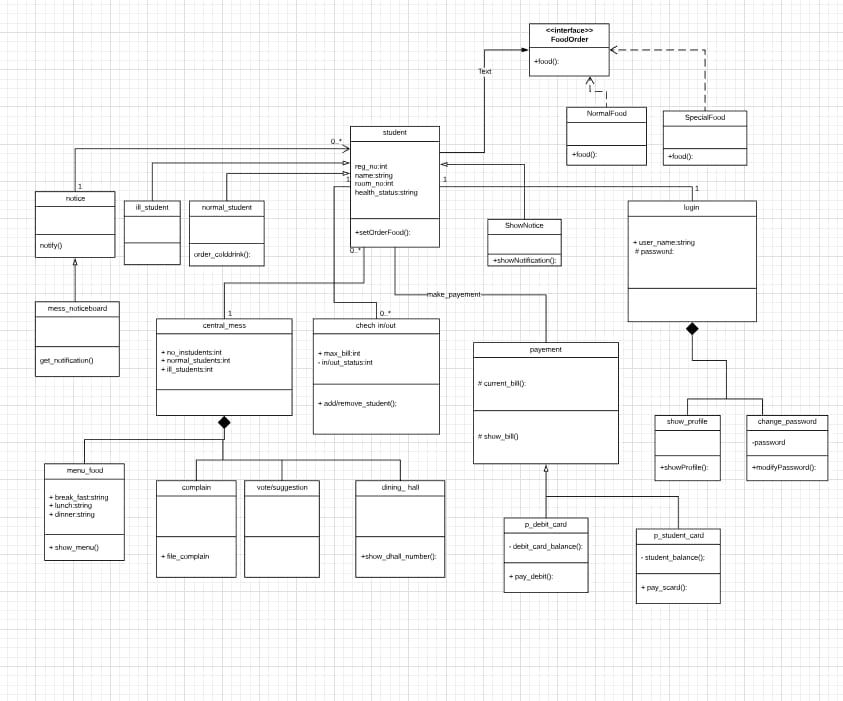 <<interface>>
FoodOrder
+food():
Text
NormalFood
+food():
SpecialFood
+food():
student
reg_no:int
name:string
room_no:int
health_status:string
+setOrderFood():
0..*
1
1
0..*
notice
notify()
1
ill_student
normal_student
order_colddrink():
ShowNotice
+showNotification():
1
login
+ user_name:string
# password:
mess_noticeboard
get_notification()
1
central_mess
+ no_instudents:int
+ normal_students:int
+ ill_students:int
0..*
chech in/out
+ max_bill:int
- in/out_status:int
+ add/remove_student();
make_payement
payement
# current_bill():
# show_bill()
show_profile
+showProfile():
change_password
-password
+modifyPassword():
menu_food
+ break_fast:string
+ lunch:string
+ dinner:string
+ show_menu()
complain
+ file_complain
vote/suggestion
dining_ hall
+show_dhall_number():
p_debit_card
- debit_card_balance():
+ pay_debit():
p_student_card
- student_balance():
+ pay_scard():